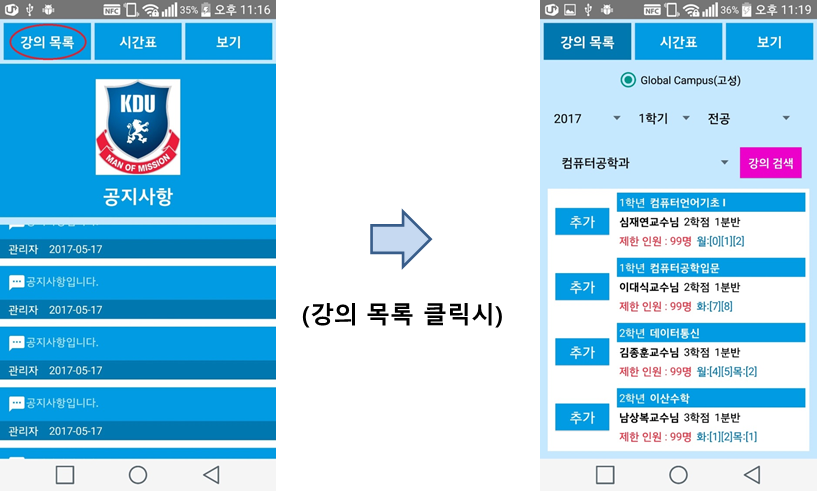 NFC 35% 오후 11:16
강의 목록 시간표 보기
KDU
MAN OF MISSION
공지사항
공지사항입니다.
관리자 2017-05-17
공지사항입니다.
관리자 2017-05-17
공지사항입니다.
관리자 2017-05-17
공지사항입니다.
관리자 2017-05-17
(강의 목록 클릭시)
NFC 36% 오후 11:19
강의 목록 시간표 보기
Global Campus(고성)
2017 1학기 전공
컴퓨터공학과 강의 검색
1학년 컴퓨터언어기초 I
추가 심재연교수님 2학점 1분반
제한 인원 : 99명 월:[0][1][2]
1학년 컴퓨터공학입문
추가 이대식교수님 2학점 1분반
제한 인원 : 99명 화:[7][8]
2학년 데이터통신
추가 김종훈교수님 3학점 1분반
제한 인원 : 99명 월:[4][5]목:[2]
2학년 이산수학
추가 남상복교수님 3학점 1분반
제한 인원 : 99명 화:[1][2]목:[1]